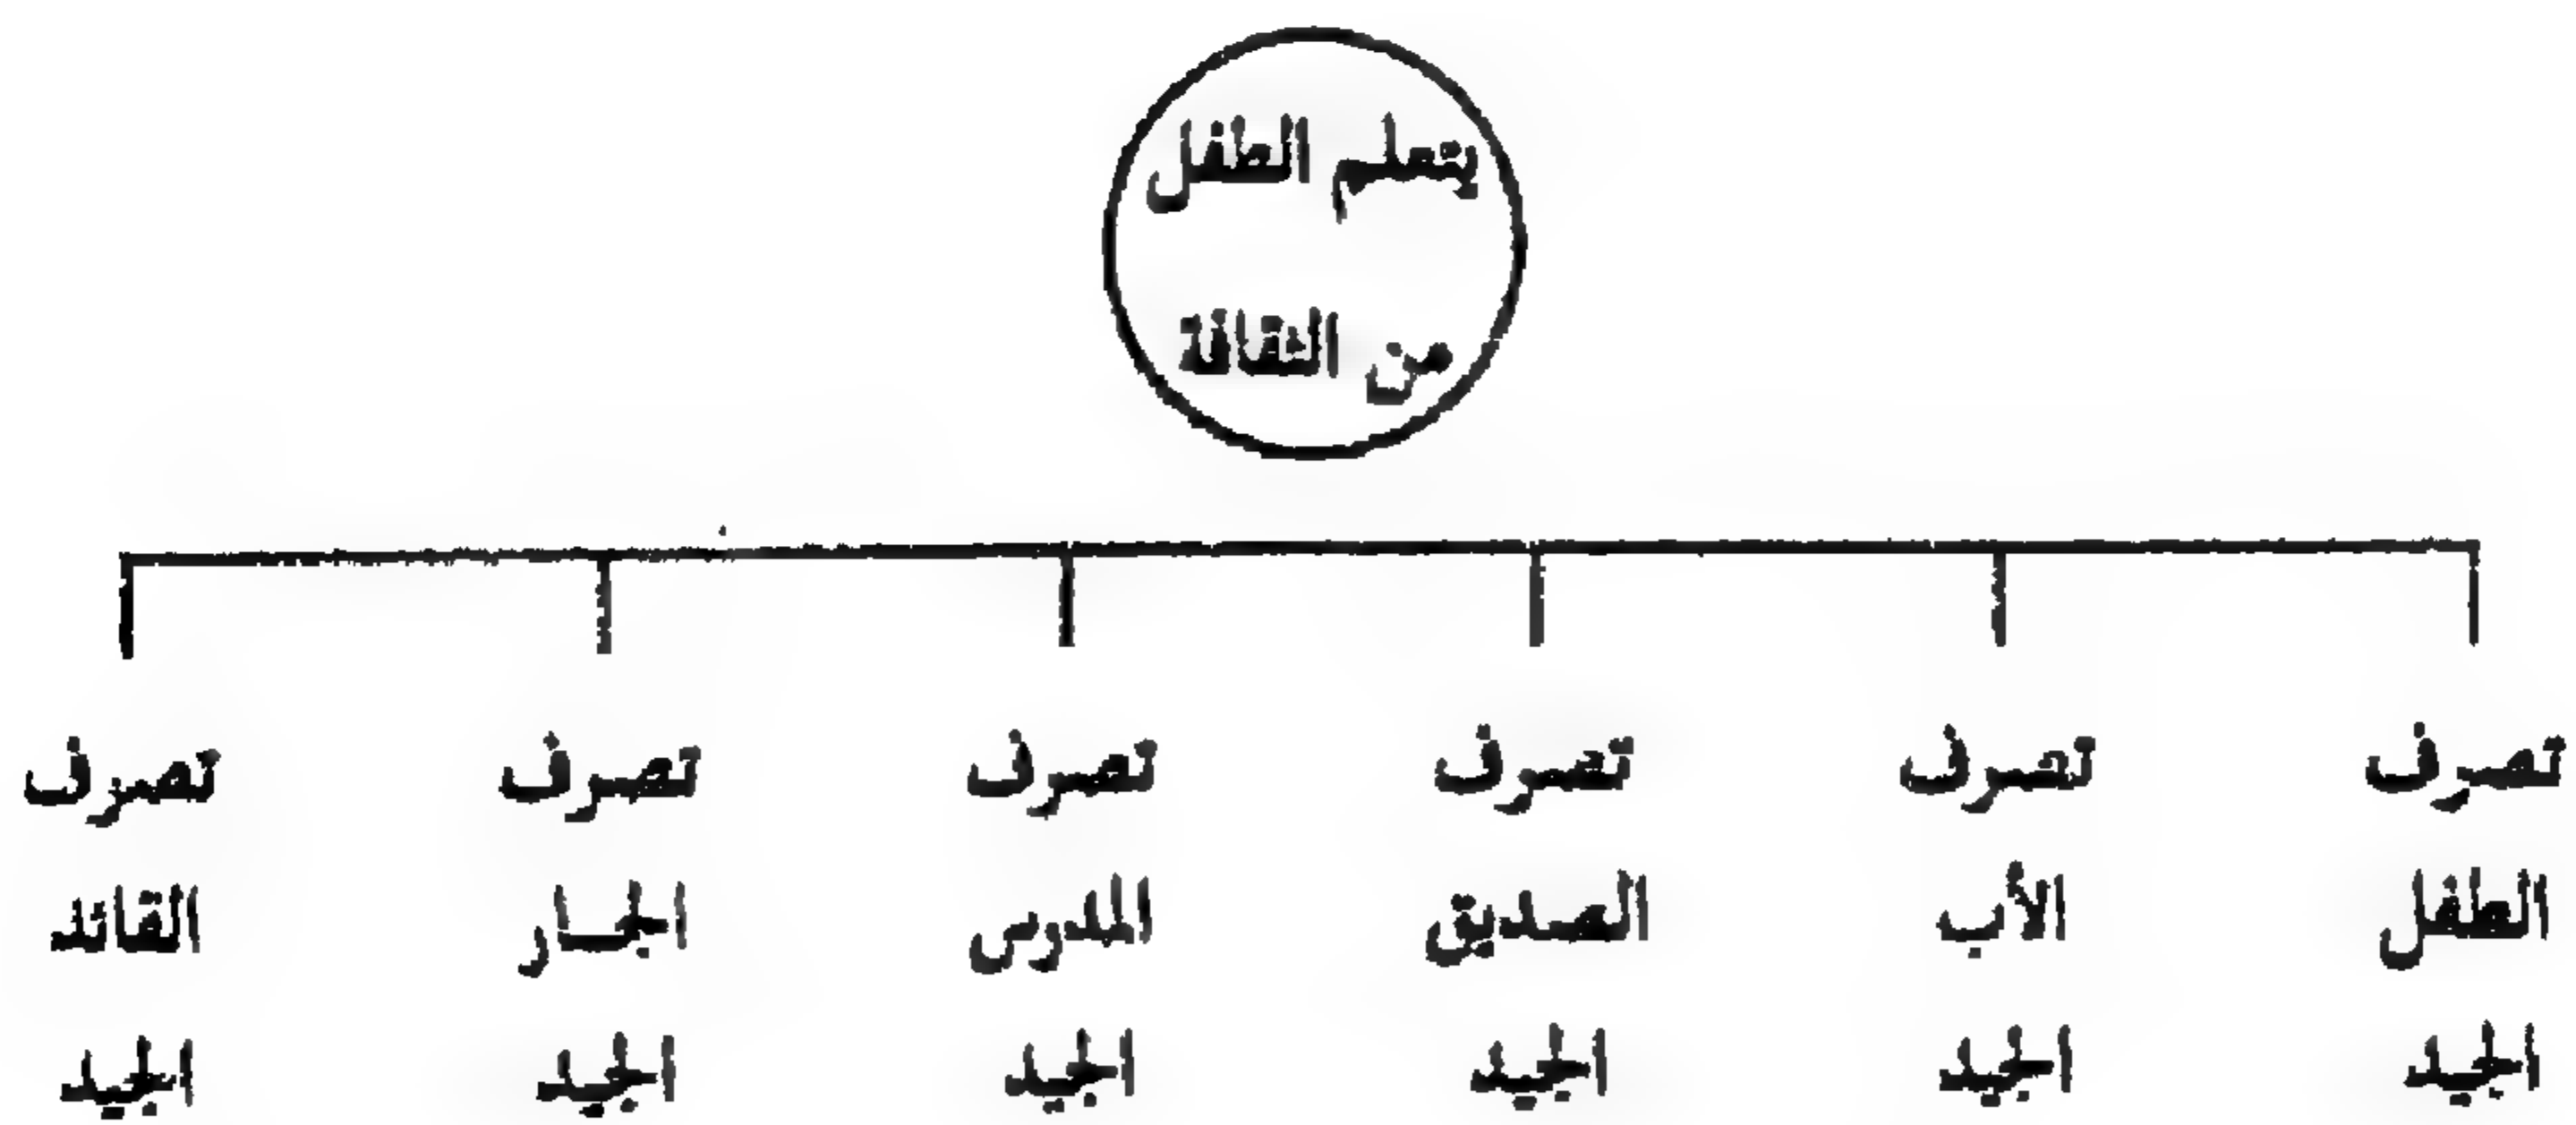 يتعلم الطفل
من الثقافة
تصرف تصرف تصرف تصرف تصرف تصرف
الطفل الأب الصديق المدرس الجار القائد
الجيد الجيد الجيد الجيد الجيد الجيد